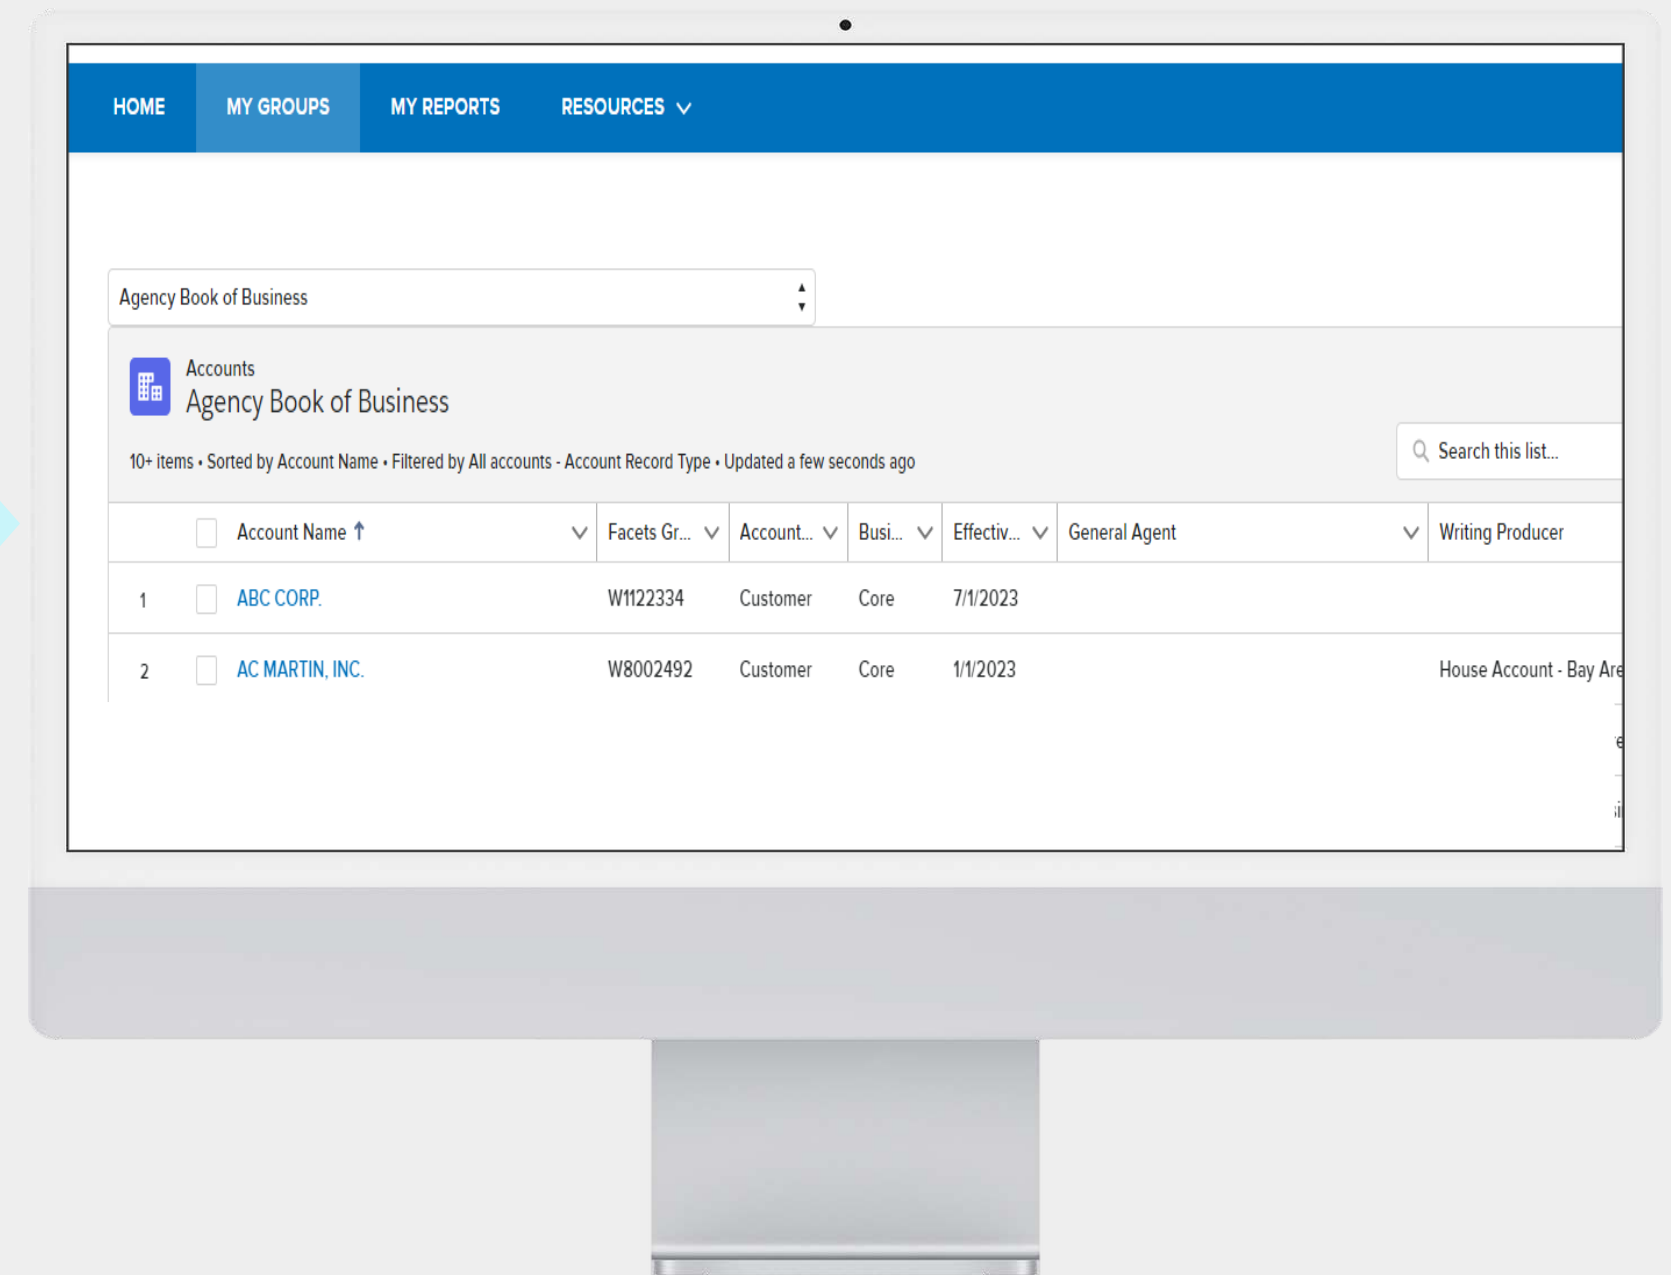 HOME MY GROUPS MY REPORTS RESOURCES
Agency Book of Business
Accounts
Agency Book of Business
10+ items • Sorted by Account Name • Filtered by All accounts - Account Record Type • Updated a few seconds ago
Search this list...
Account Name Facets Gr... Account... Busi... Effectiv... General Agent Writing Producer
1 ABC CORP. W1122334 Customer Core 7/1/2023
2 AC MARTIN, INC. W8002492 Customer Core 1/1/2023 House Account - Bay